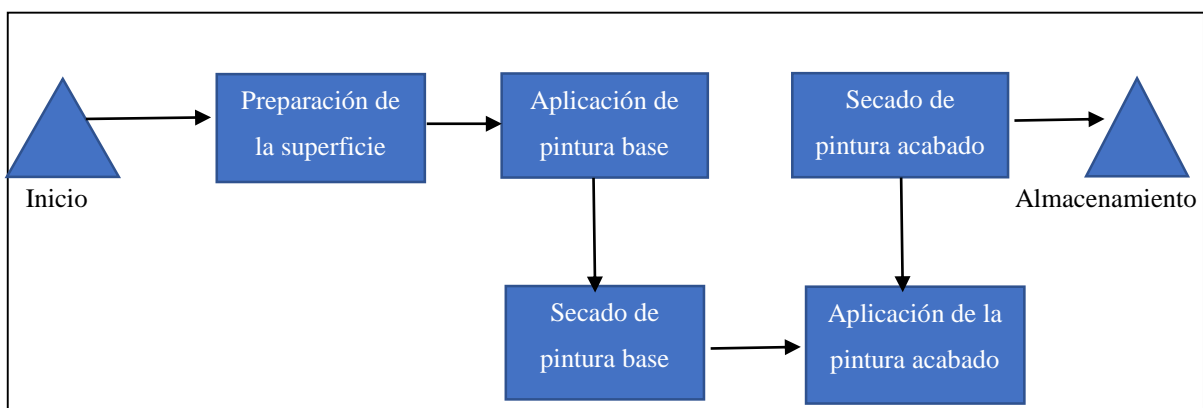 Inicio
Preparación de
la superficie
Aplicación de
pintura base
Secado de
pintura base
Aplicación de la
pintura acabado
Secado de
pintura acabado
Almacenamiento